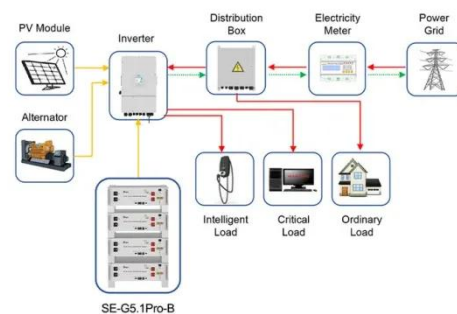 PV Module
Inverter
Distribution
Box
Electricity
Meter
Power
Grid
Alternator
Intelligent
Load
Critical
Load
Ordinary
Load
SE-G5.1Pro-B